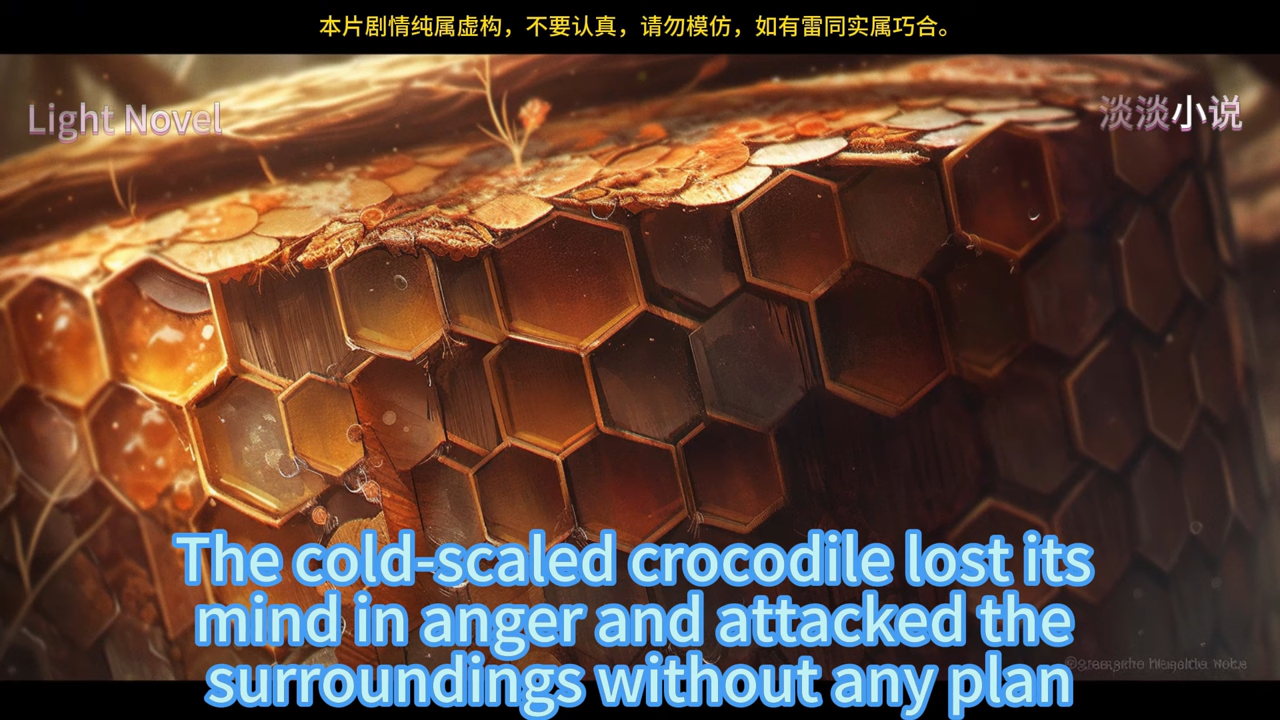 本片剧情纯属虚构，不要认真，请勿模仿，如有雷同实属巧合。
Light Novel
淡淡小说
The cold-scaled crocodile lost its
mind in anger and attacked the
surroundings without any plan